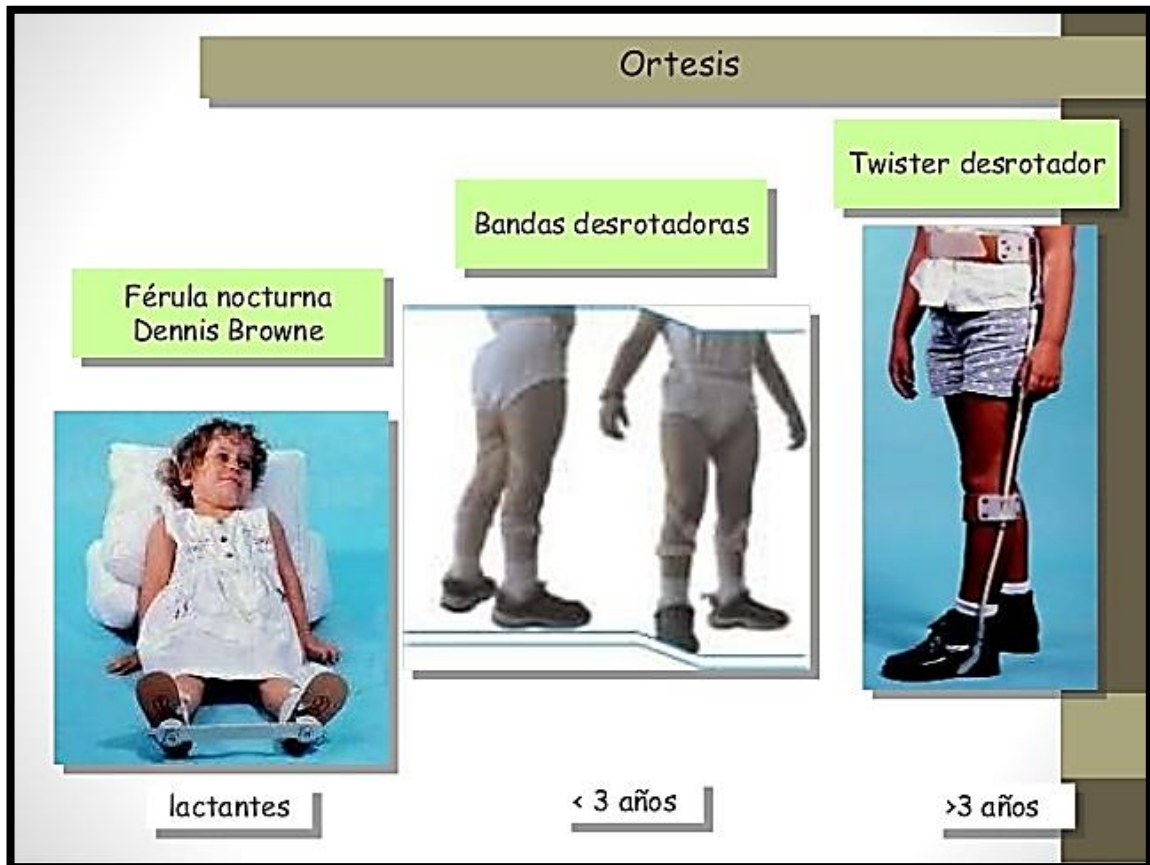 Ortesis
Twister desrotador
Bandas desrotadoras
Férula nocturna
Dennis Browne
lactantes
< 3 años
>3 años